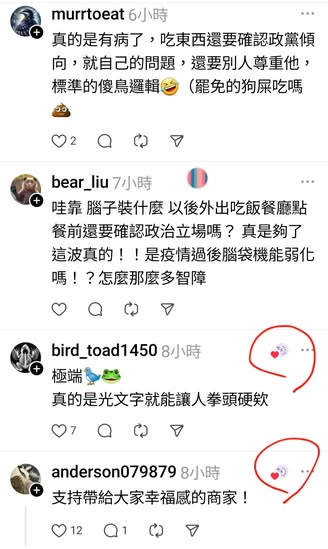 murrtoeat 6小時
真的是有病了，吃東西還要確認政黨傾
向，就自己的問題，還要別人尊重他，
標準的傻鳥邏輯🤣（罷免的狗屎吃嗎
💩
2
bear_liu 7小時
哇靠 腦子裝什麼 以後外出吃飯餐廳點
餐前還要確認政治立場嗎？ 真是夠了
這波真的！！是疫情過後腦袋機能弱化
嗎！？怎麼那麼多智障
bird_toad1450 8小時
極端🐦🐸
真的是光文字就能讓人拳頭硬欸
7
anderson079879 8小時
支持帶給大家幸福感的商家！
12 1